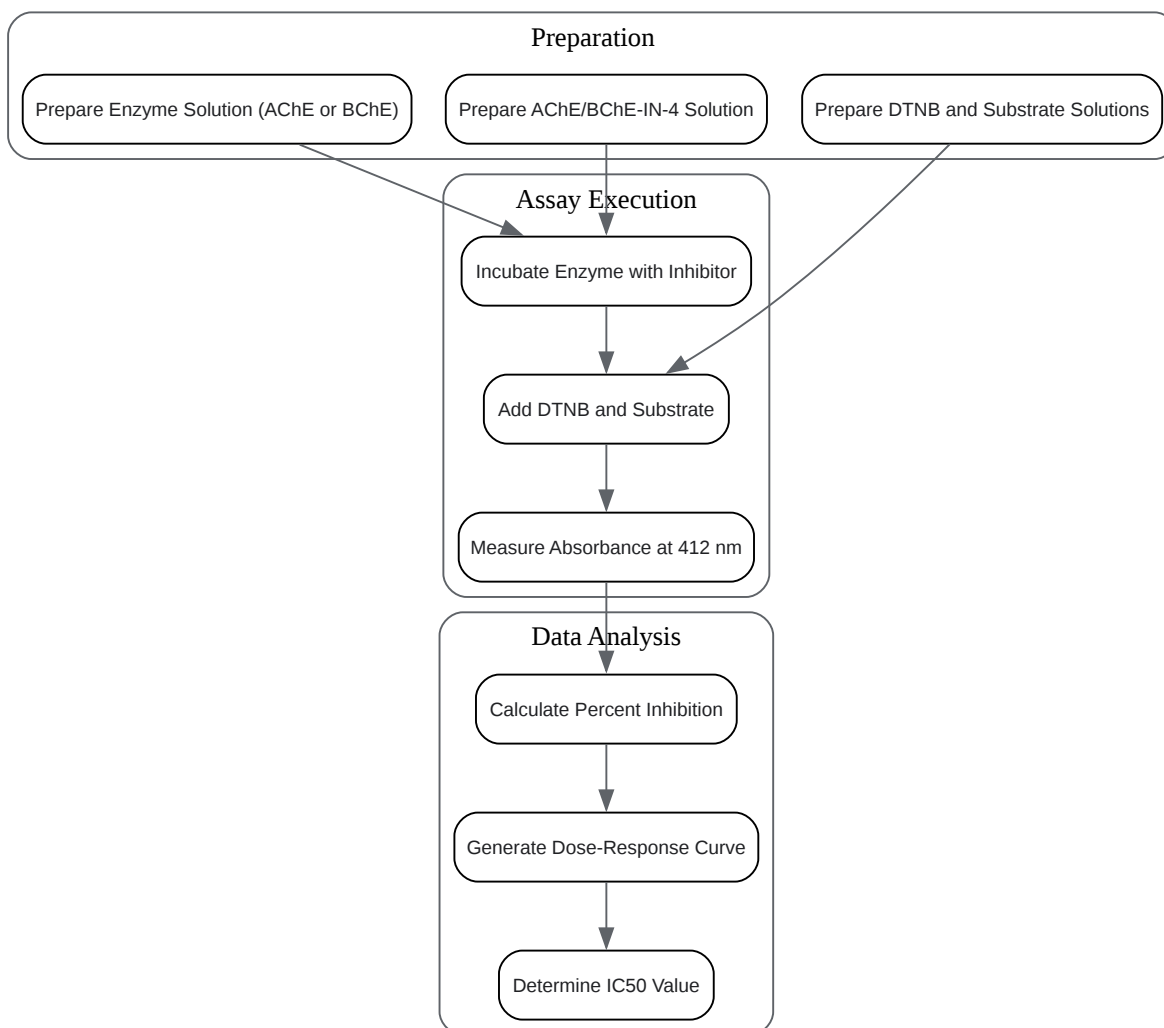 Preparation
Prepare Enzyme Solution (AChE or BChE)
Prepare AChE/BChE-IN-4 Solution
Prepare DTNB and Substrate Solutions
Assay Execution
Incubate Enzyme with Inhibitor
Add DTNB and Substrate
Measure Absorbance at 412 nm
Data Analysis
Calculate Percent Inhibition
Generate Dose-Response Curve
Determine IC50 Value